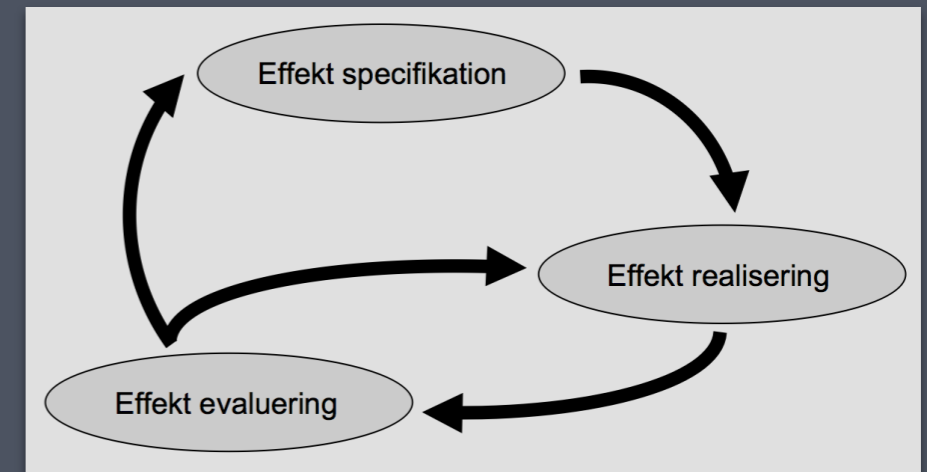 Effekt specifikation
Effekt realisering
Effekt evaluering